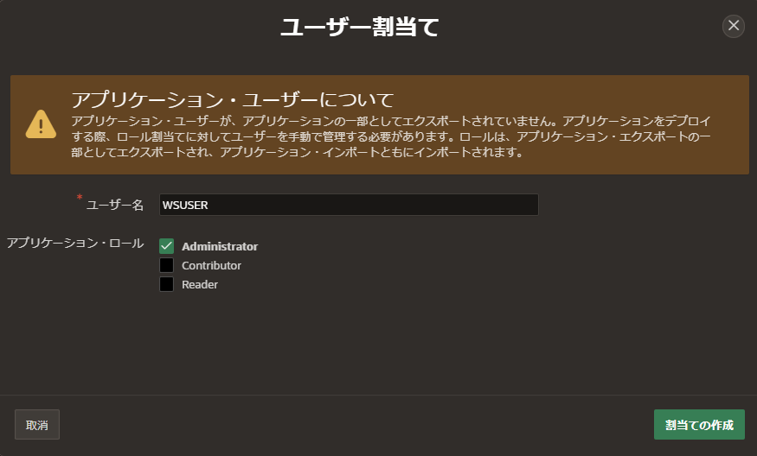 ユーザー割当て
アプリケーション・ユーザーについて
アプリケーション・ユーザーが、アプリケーションの一部としてエクスポートされていません。アプリケーションをデプロイ
する際、ロール割当てに対してユーザーを手動で管理する必要があります。ロールは、アプリケーション・エクスポートの一
部としてエクスポートされ、アプリケーション・インポートともにインポートされます。
* ユーザー名 WSUSER
アプリケーション・ロール Administrator
Contributor
Reader
取消 割当ての作成